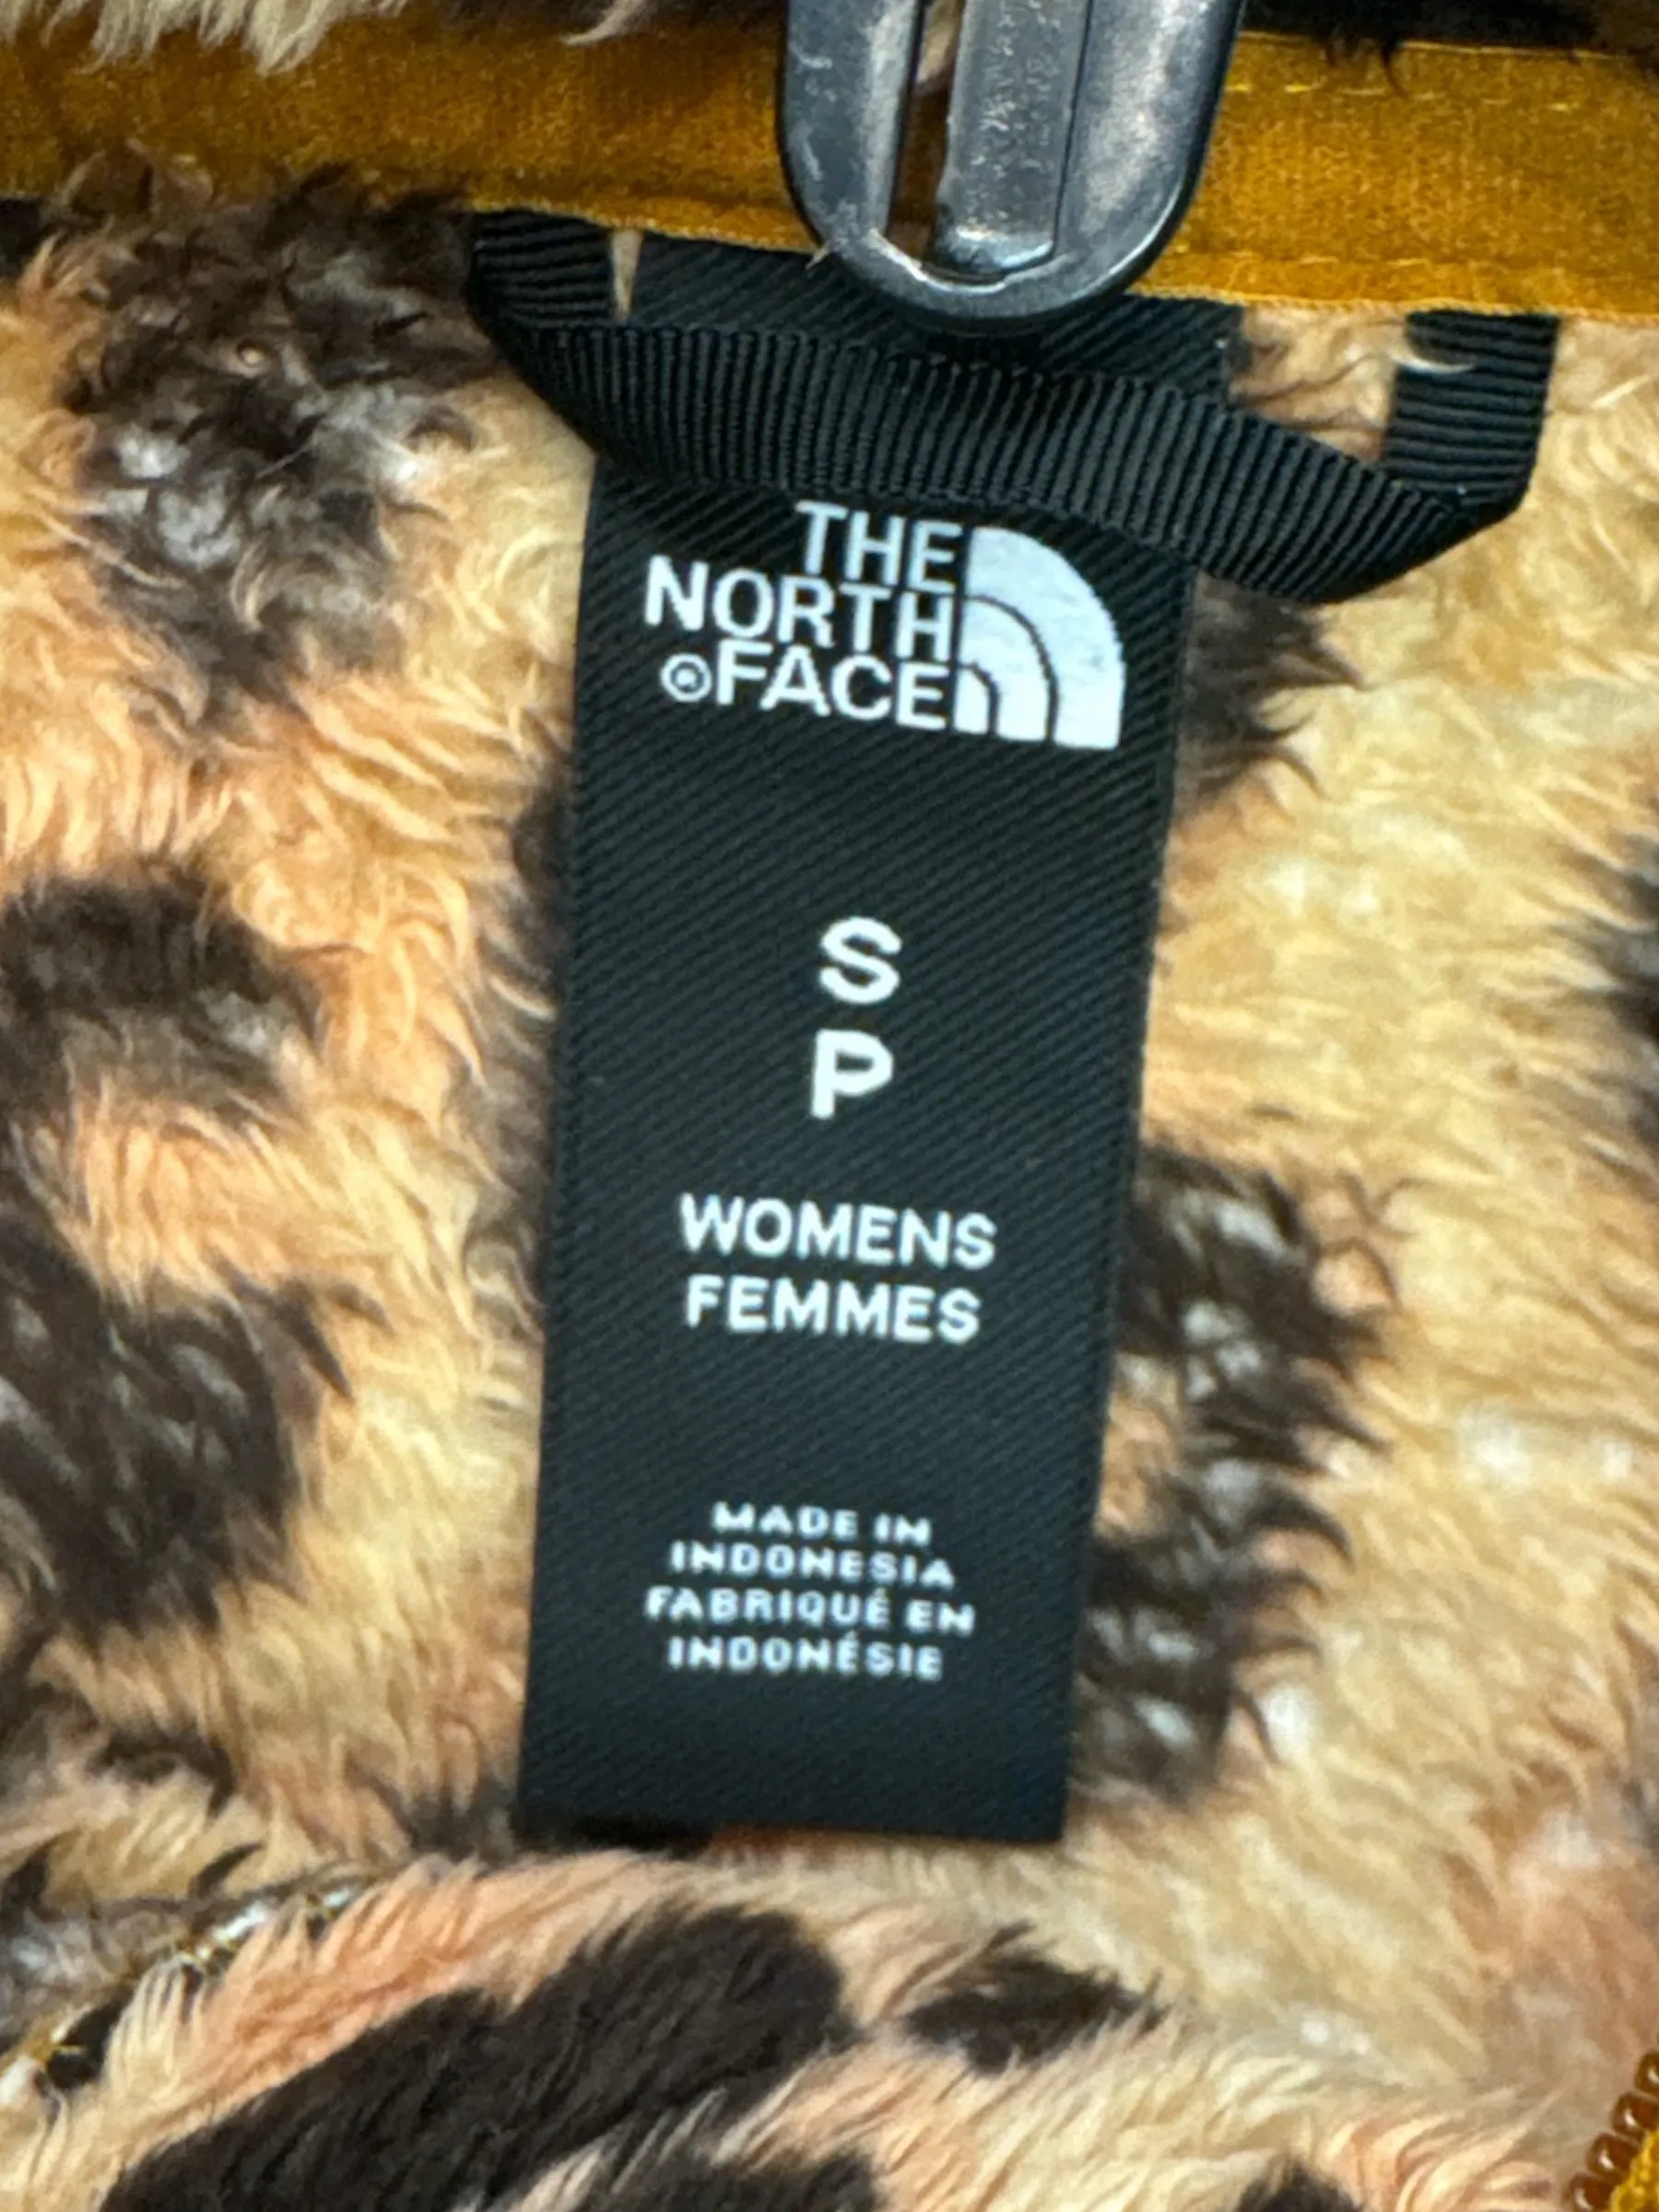 THE
NORTH
®FACE
S
P
WOMENS
FEMMES
MADE IN
INDONESIA
FABRIQUÉ EN
INDONÉSIE